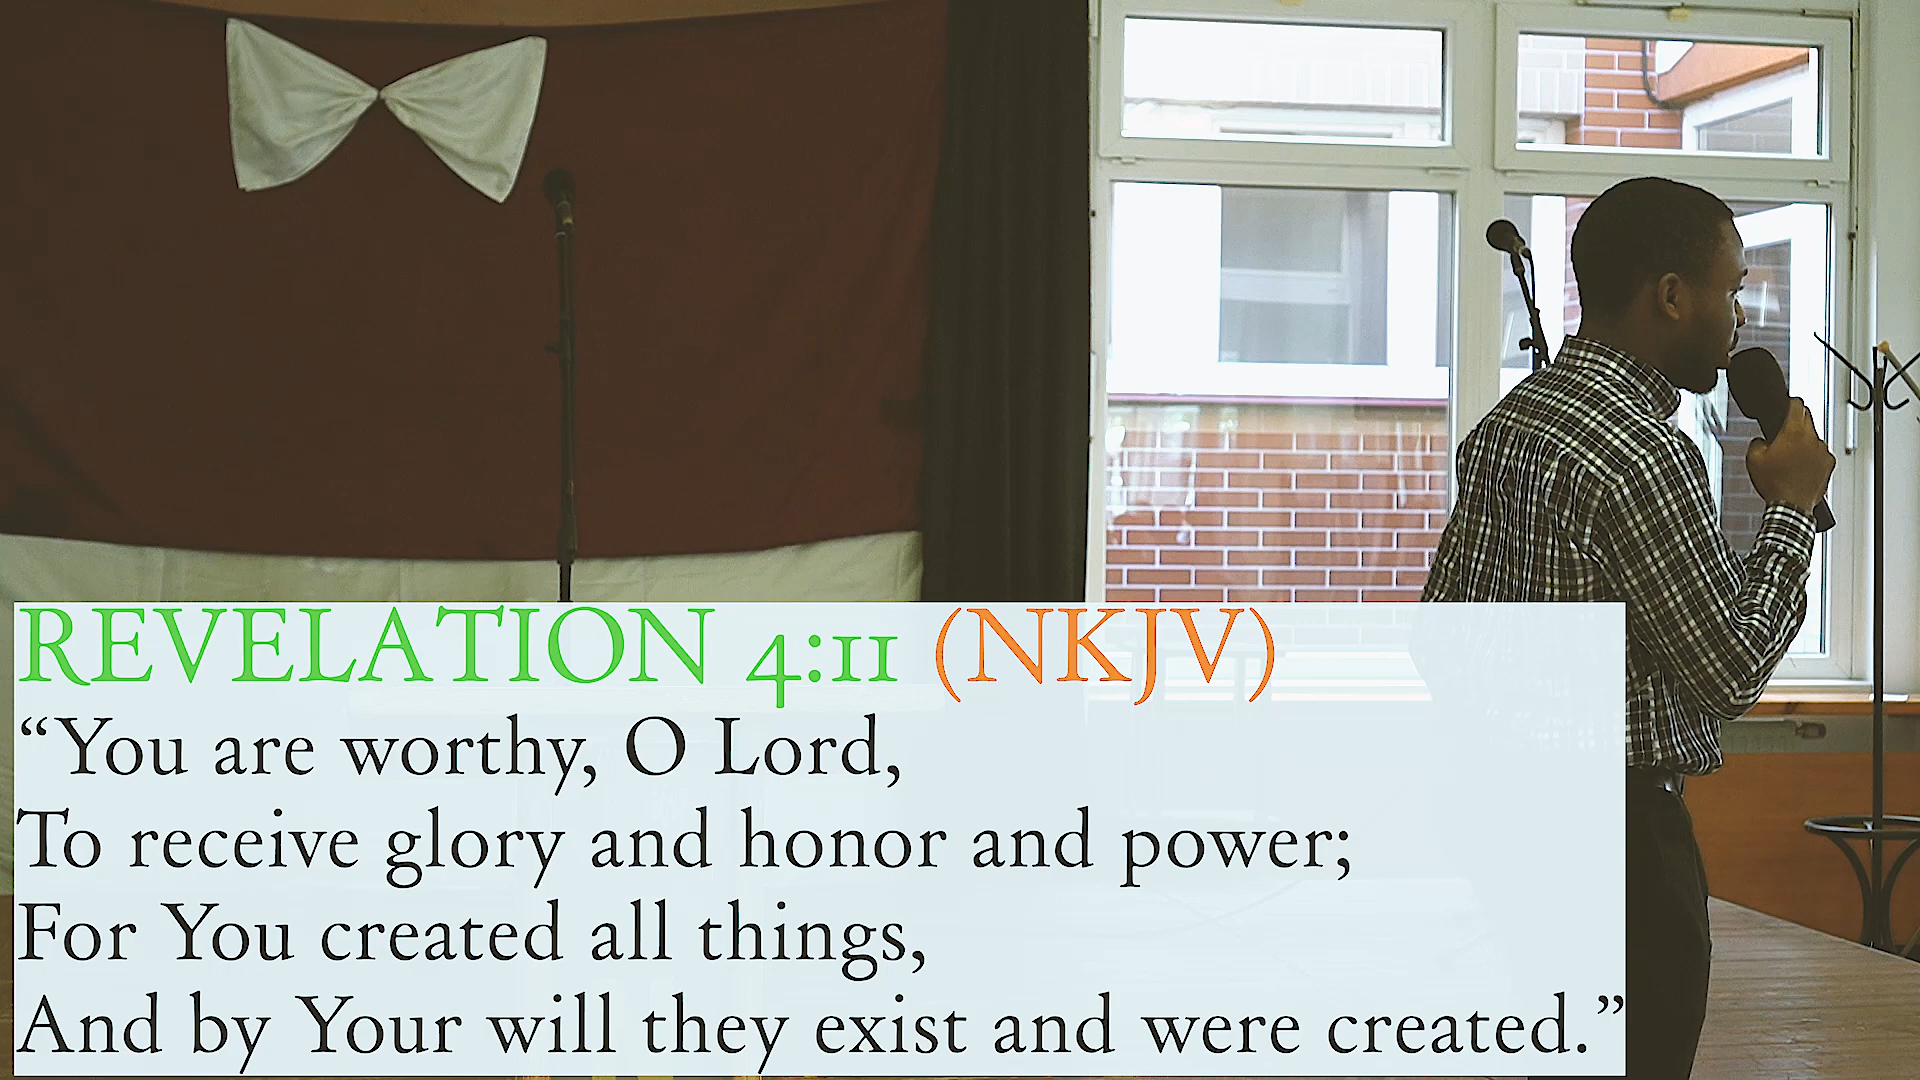 REVELATION 4:11 (NKJV)
“You are worthy, O Lord,
To receive glory and honor and power;
For You created all things,
And by Your will they exist and were created.”